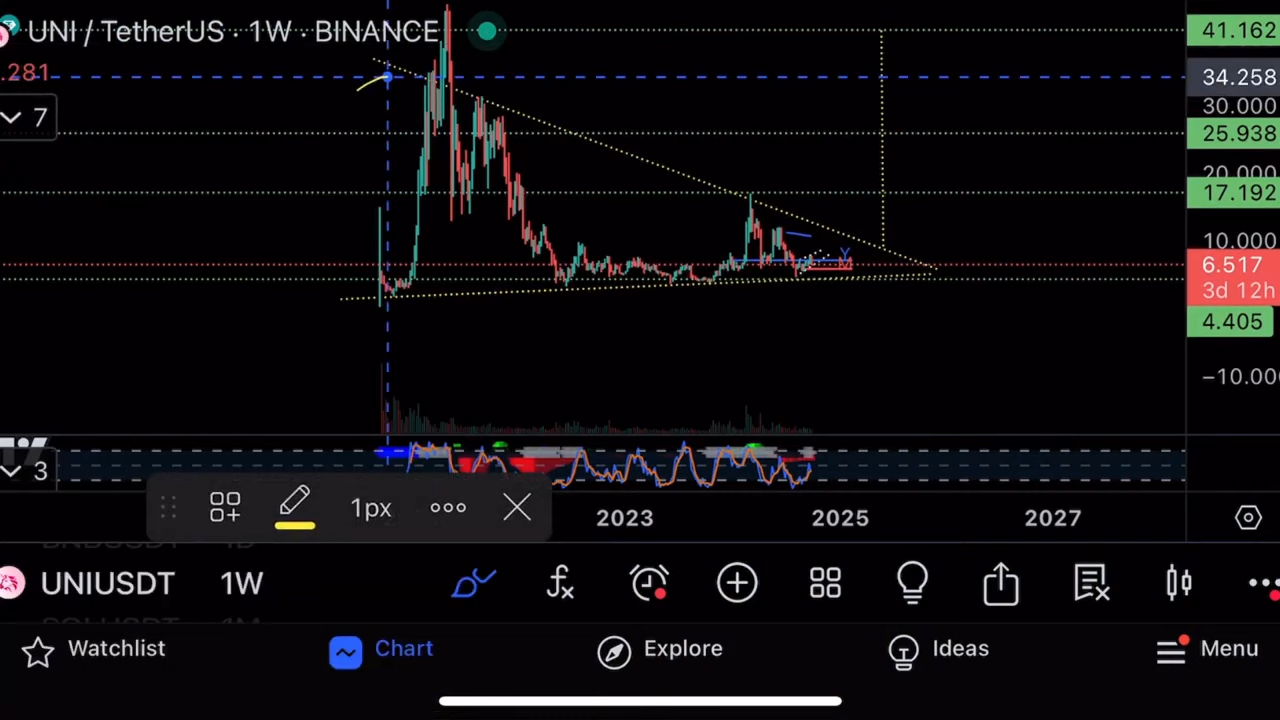 UNI / TetherUS · 1W · BINANCE
41.162
.281
34.258
7
30.000
25.938
20.000
17.192
10.000
Y
M
6.517
3d 12h
4.405
−10.000
3
1px
2023
2025
2027
UNIUSDT 1W
Watchlist
Chart
Explore
Ideas
Menu